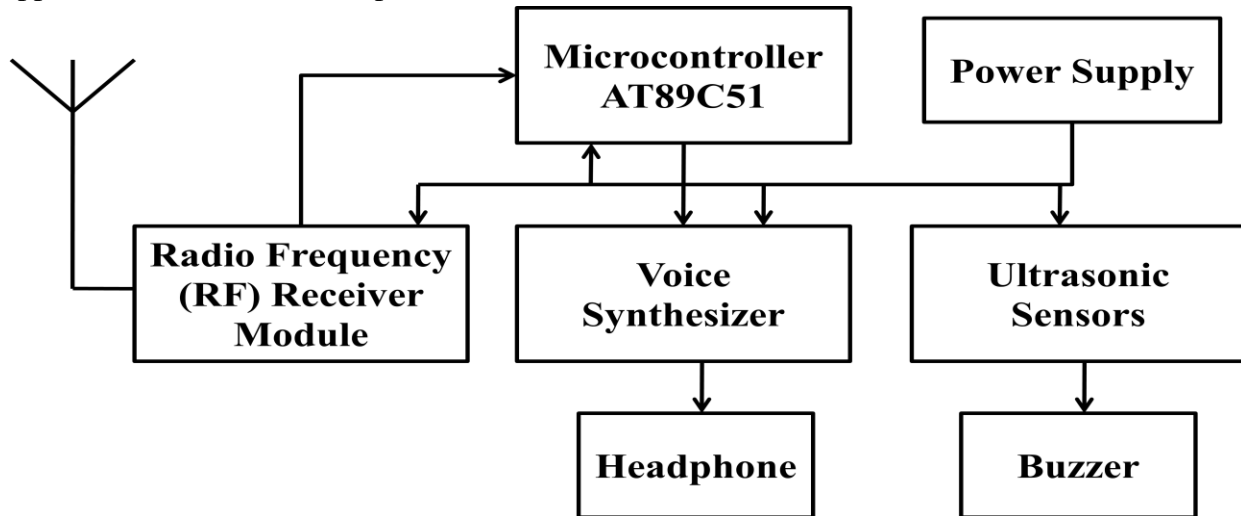 Microcontroller
AT89C51
Power Supply
Radio Frequency
(RF) Receiver
Module
Voice
Synthesizer
Ultrasonic
Sensors
Headphone
Buzzer